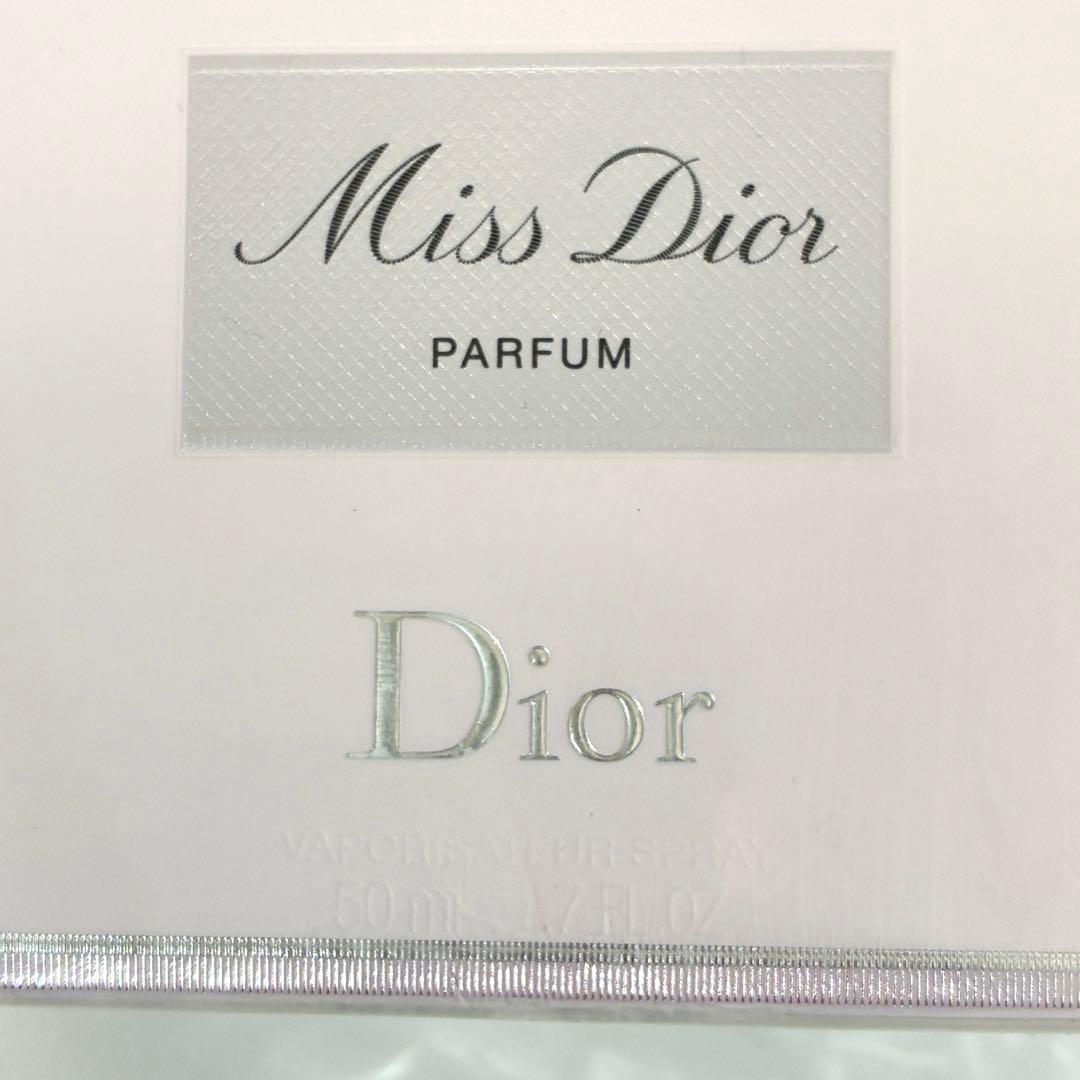 Miss Dior
PARFUM
Dior
VAPORISATEUR SPRAY
50 ml 1.7 FL.OZ